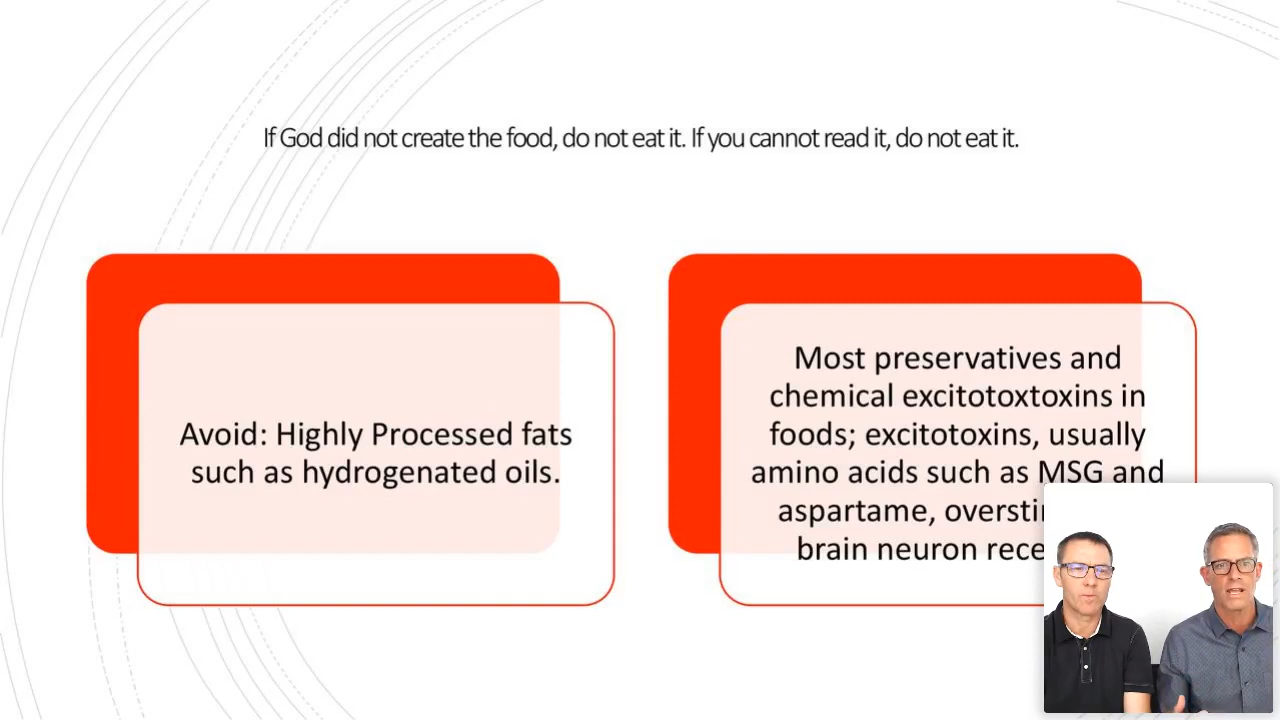 If God did not create the food, do not eat it. If you cannot read it, do not eat it.
Avoid: Highly Processed fats
such as hydrogenated oils.
Most preservatives and
chemical excitotoxtoxins in
foods; excitotoxins, usually
amino acids such as MSG and
aspartame,
brain neuron